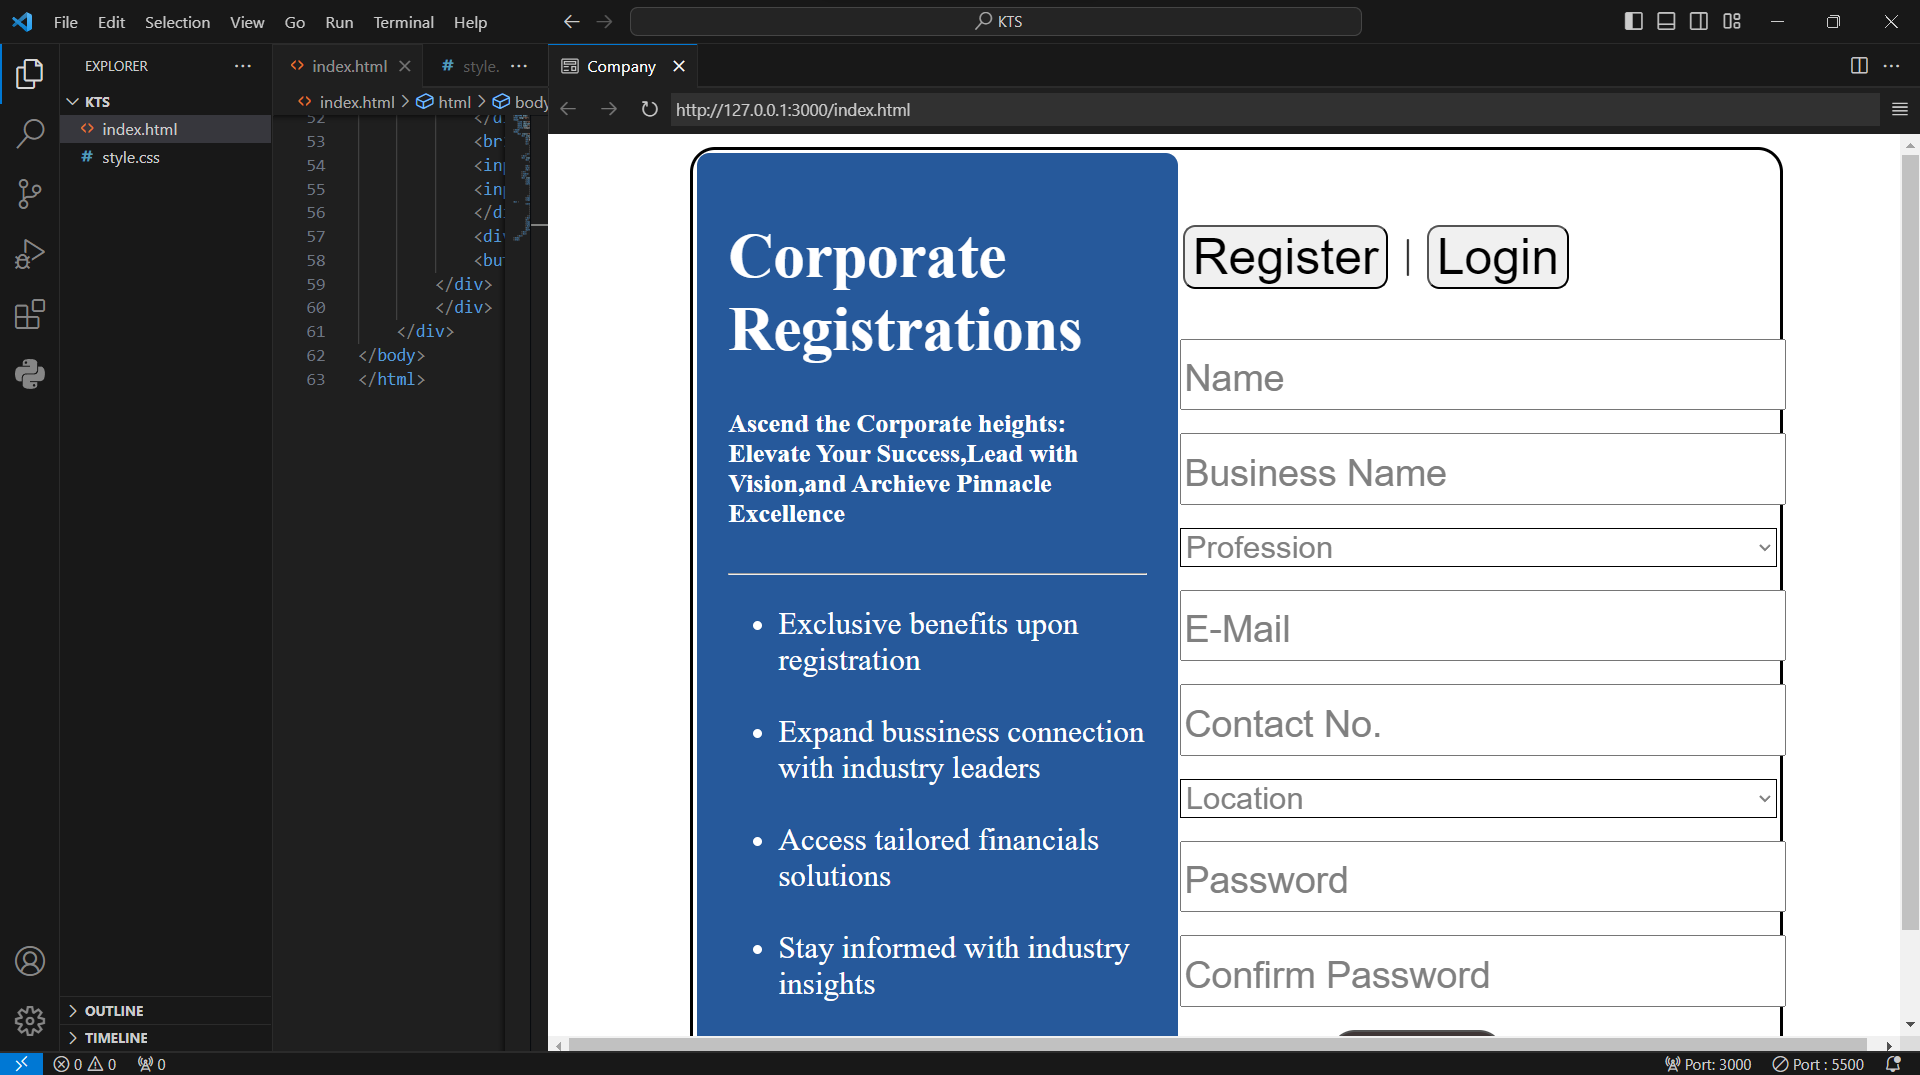 File Edit Selection View Go Run Terminal Help
KTS
EXPLORER
index.html
style.
Company
KTS
index.html > html > body
http://127.0.0.1:3000/index.html
index.html
style.css
52 </d
53 <br
54 <inp
55 <inp
56 </di
57 <div
58 <bu
59 </div>
60 </div>
61 </div>
62 </body>
63 </html>
Corporate
Registrations
Ascend the Corporate heights:
Elevate Your Success,Lead with
Vision,and Archieve Pinnacle
Excellence
Exclusive benefits upon
registration
Expand bussiness connection
with industry leaders
Access tailored financials
solutions
Stay informed with industry
insights
Register | Login
Name
Business Name
Profession
E-Mail
Contact No.
Location
Password
Confirm Password
OUTLINE
TIMELINE
0 0 0
Port: 3000
Port : 5500